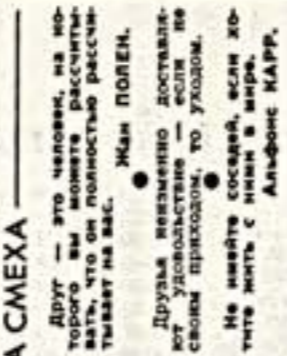 А СМЕХА
Друг — это человек, на ко-
торого вы можете рассчиты-
вать, что он полностью рассчи-
тывает на вас.
Жан ПОЛЕН.
Друзья неизменно доставля-
ют удовольствие — если не
своим приходом, то уходом.
Не имейте соседей, если хо-
тите жить с ними в мире.
Альфонс КАРР.